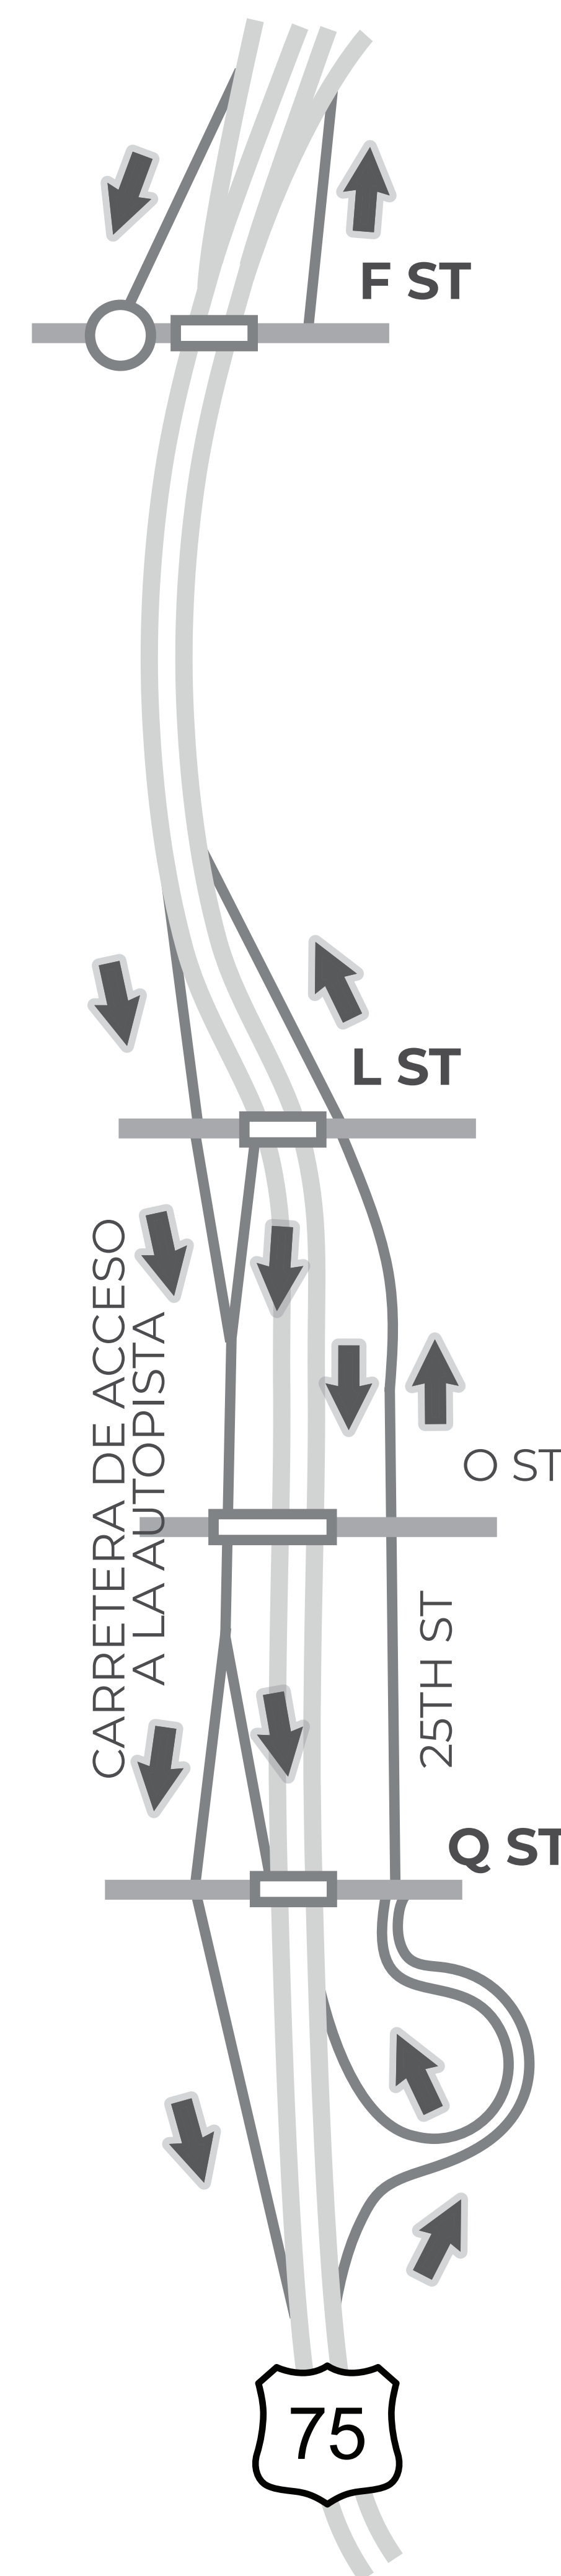 F ST
L ST
CARRETERA DE ACCESO
A LA AUTOPISTA
O ST
25TH ST
Q ST
75